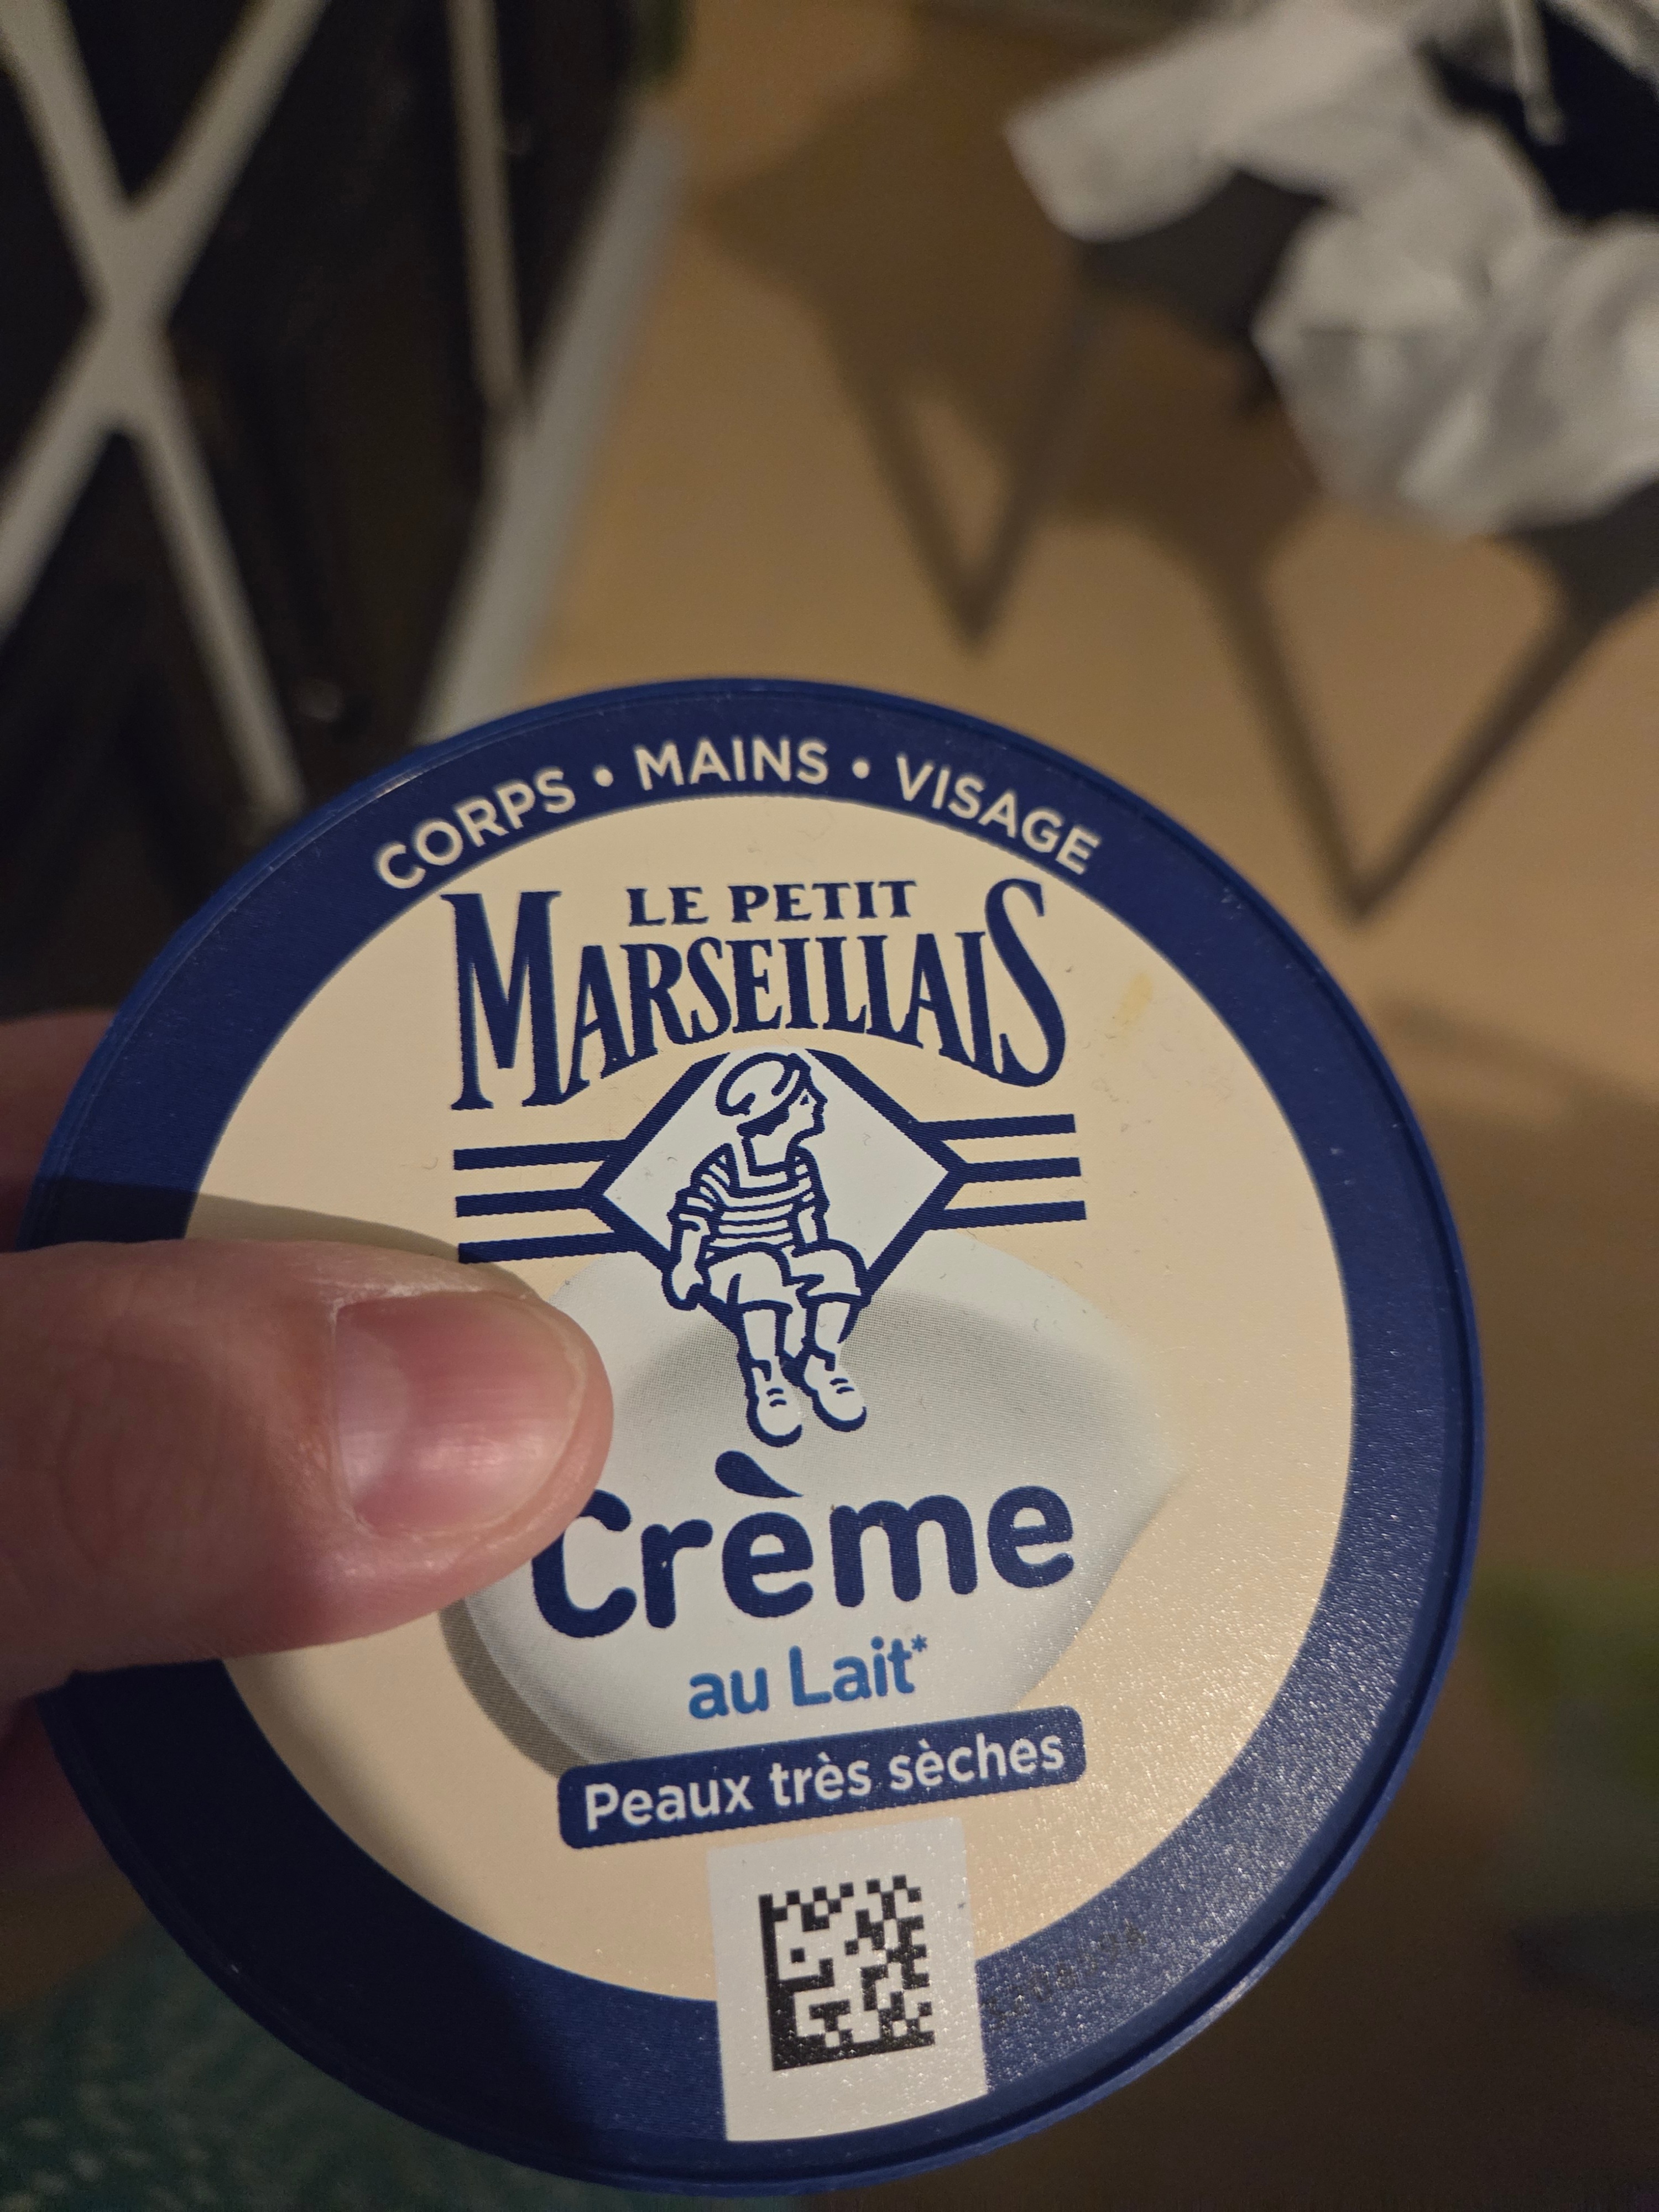 CORPS • MAINS • VISAGE
LE PETIT
MARSEILLAIS
Crème
au Lait*
Peaux très sèches